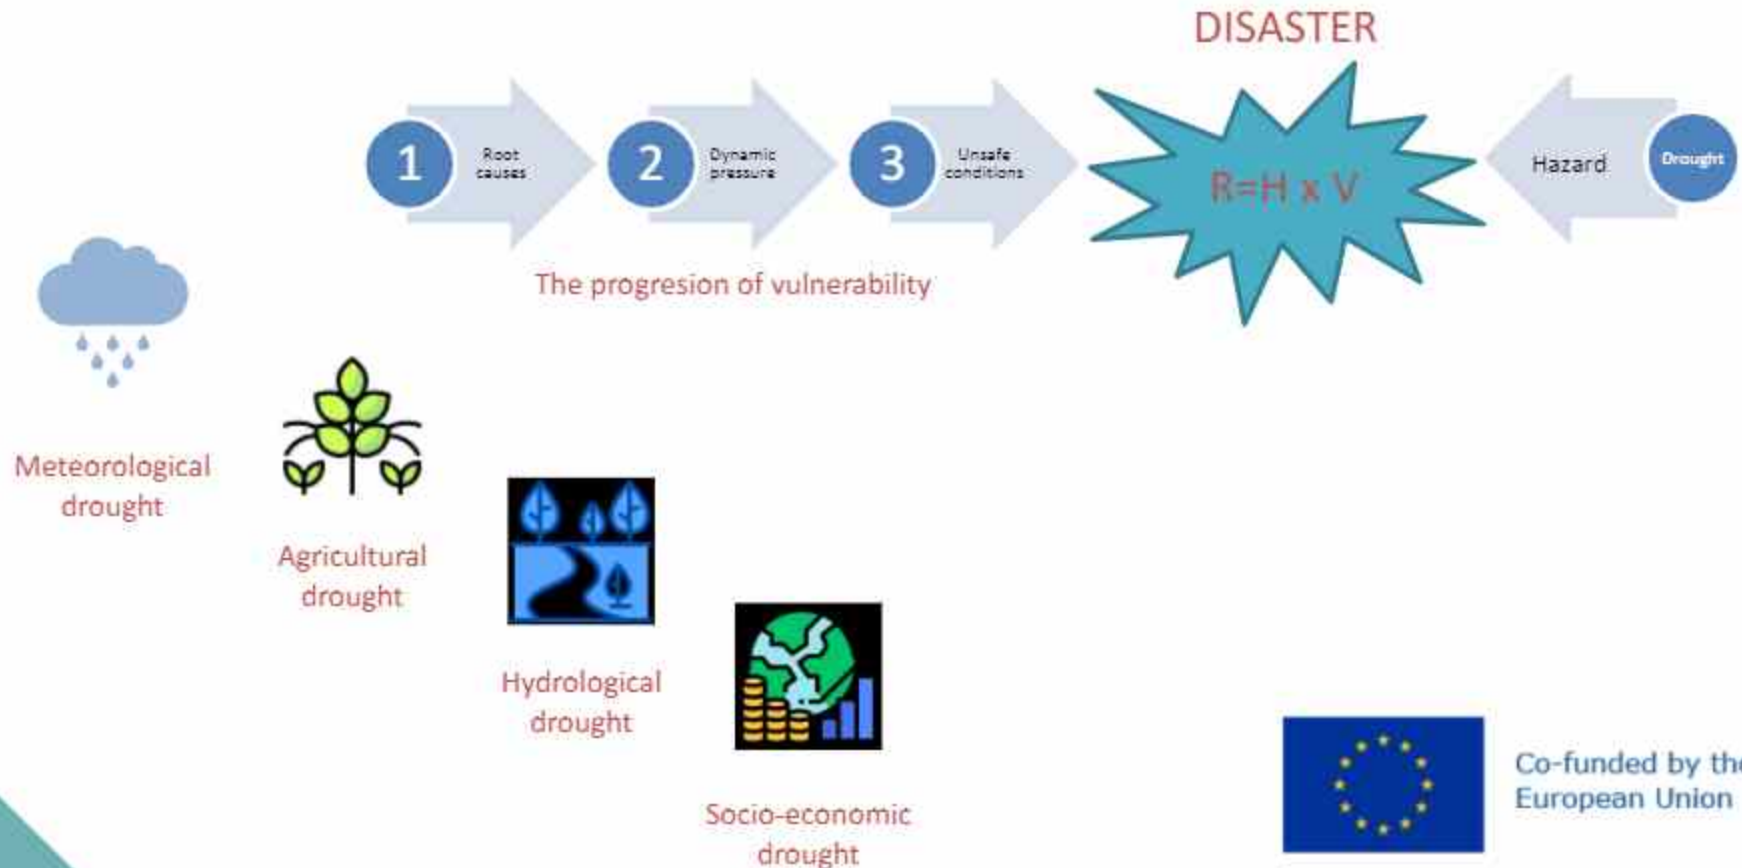 DISASTER
1
Root
causes
2
Dynamic
pressure
3
Unsafe
conditions
R=H x V
Hazard
Drought
The progresion of vulnerability
Meteorological
drought
Agricultural
drought
Hydrological
drought
Socio-economic
drought
Co-funded by the
European Union